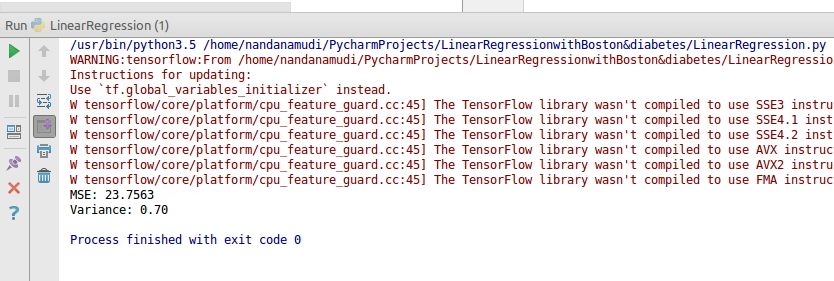 Run LinearRegression (1)
/usr/bin/python3.5 /home/nandanamudi/PycharmProjects/LinearRegressionwithBoston&diabetes/LinearRegression.py
WARNING:tensorflow:From /home/nandanamudi/PycharmProjects/LinearRegressionwithBoston&diabetes/LinearRegressio
Instructions for updating:
Use `tf.global_variables_initializer` instead.
W tensorflow/core/platform/cpu_feature_guard.cc:45] The TensorFlow library wasn't compiled to use SSE3 instru
W tensorflow/core/platform/cpu_feature_guard.cc:45] The TensorFlow library wasn't compiled to use SSE4.1 inst
W tensorflow/core/platform/cpu_feature_guard.cc:45] The TensorFlow library wasn't compiled to use SSE4.2 inst
W tensorflow/core/platform/cpu_feature_guard.cc:45] The TensorFlow library wasn't compiled to use AVX instruc
W tensorflow/core/platform/cpu_feature_guard.cc:45] The TensorFlow library wasn't compiled to use AVX2 instru
W tensorflow/core/platform/cpu_feature_guard.cc:45] The TensorFlow library wasn't compiled to use FMA instruc
MSE: 23.7563
Variance: 0.70
Process finished with exit code 0